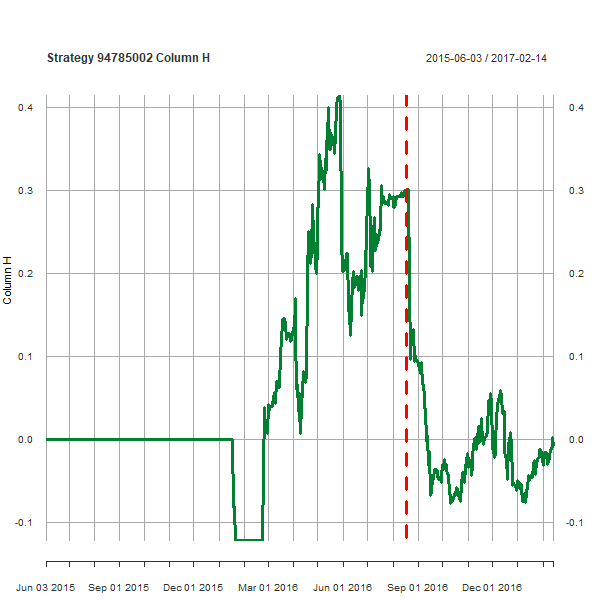 Strategy 94785002 Column H
2015-06-03 / 2017-02-14
0.4 0.4
0.3 0.3
0.2 0.2
0.1 0.1
0.0 0.0
-0.1 -0.1
Column H
Jun 03 2015 Sep 01 2015 Dec 01 2015 Mar 01 2016 Jun 01 2016 Sep 01 2016 Dec 01 2016